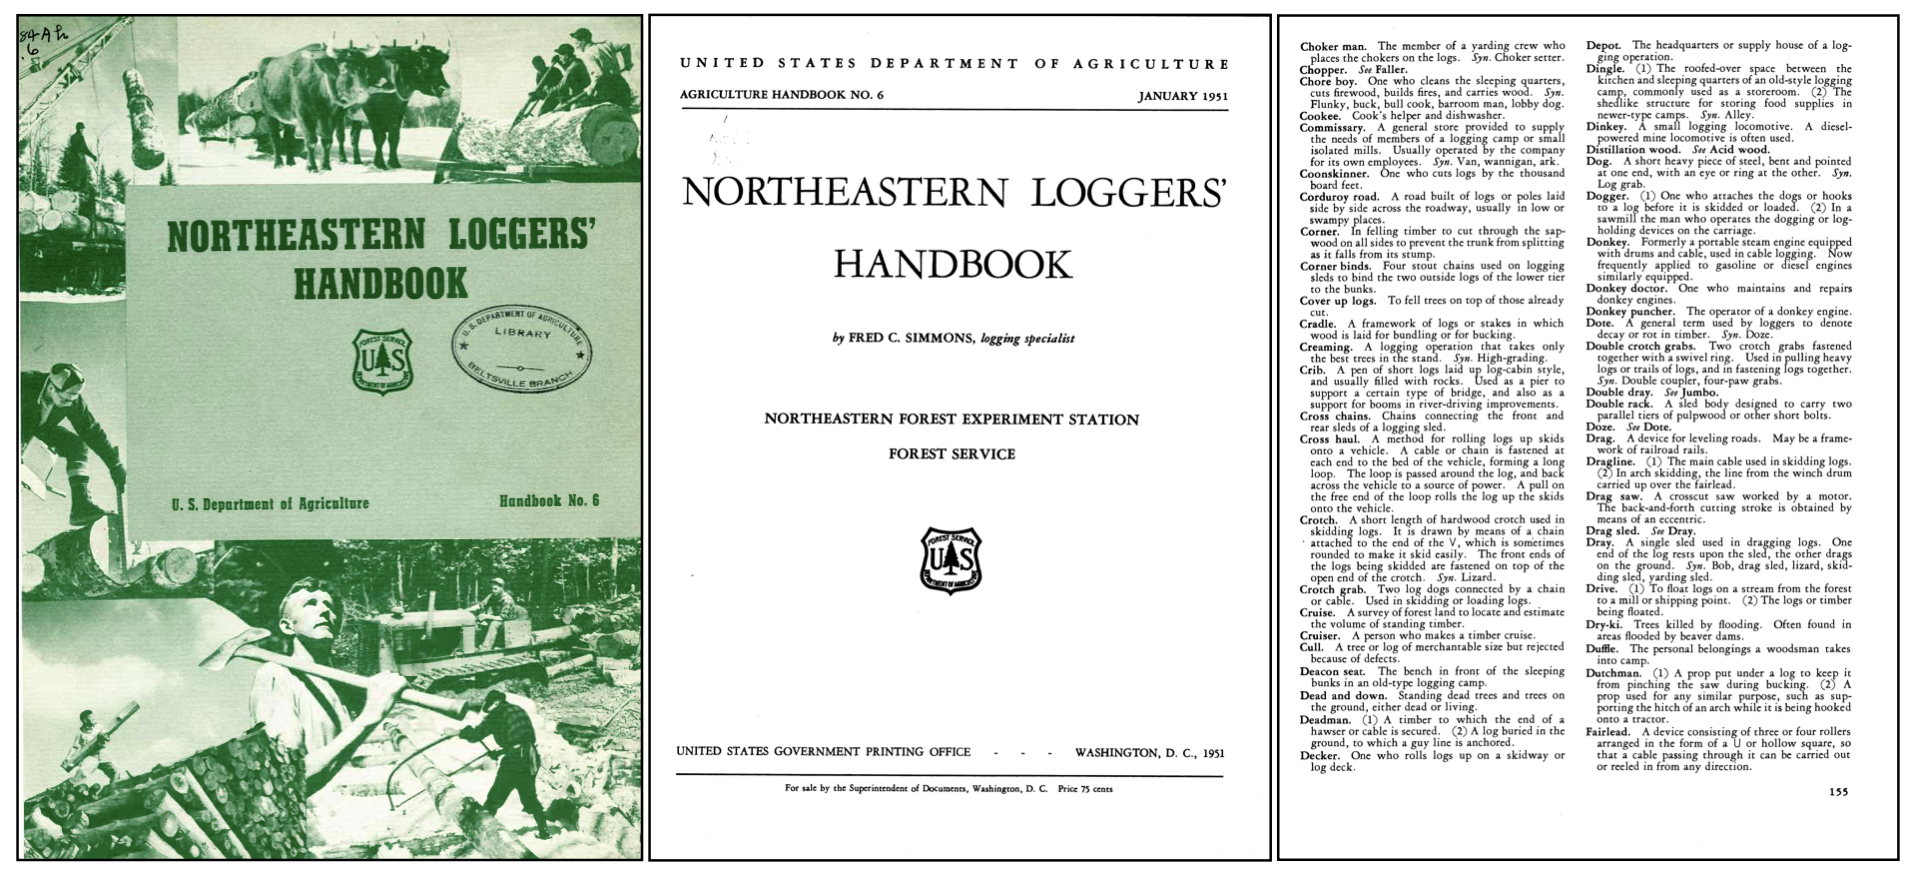 84Ah
6
NORTHEASTERN LOGGERS'
HANDBOOK
FOREST SERVICE
U S
DEPARTMENT OF AGRICULTURE
U. S. DEPARTMENT OF AGRICULTURE
LIBRARY
BELTSVILLE BRANCH
U. S. Department of Agriculture
Handbook No. 6
UNITED STATES DEPARTMENT OF AGRICULTURE
AGRICULTURE HANDBOOK NO. 6
JANUARY 1951
NORTHEASTERN LOGGERS'
HANDBOOK
by FRED C. SIMMONS, logging specialist
NORTHEASTERN FOREST EXPERIMENT STATION
FOREST SERVICE
FOREST SERVICE
U S
DEPARTMENT OF AGRICULTURE
UNITED STATES GOVERNMENT PRINTING OFFICE - - - WASHINGTON, D. C., 1951
For sale by the Superintendent of Documents, Washington, D. C. Price 75 cents
Choker man. The member of a yarding crew who
places the chokers on the logs. Syn. Choker setter.
Chopper. See Faller.
Chore boy. One who cleans the sleeping quarters,
cuts firewood, builds fires, and carries wood. Syn.
Flunky, buck, bull cook, barroom man, lobby dog.
Cookee. Cook's helper and dishwasher.
Commissary. A general store provided to supply
the needs of members of a logging camp or small
isolated mills. Usually operated by the company
for its own employees. Syn. Van, wannigan, ark.
Coonskinner. One who cuts logs by the thousand
board feet.
Corduroy road. A road built of logs or poles laid
side by side across the roadway, usually in low or
swampy places.
Corner. In felling timber to cut through the sap-
wood on all sides to prevent the trunk from splitting
as it falls from its stump.
Corner binds. Four stout chains used on logging
sleds to bind the two outside logs of the lower tier
to the bunks.
Cover up logs. To fell trees on top of those already
cut.
Cradle. A framework of logs or stakes in which
wood is laid for bundling or for bucking.
Creaming. A logging operation that takes only
the best trees in the stand. Syn. High-grading.
Crib. A pen of short logs laid up log-cabin style,
and usually filled with rocks. Used as a pier to
support a certain type of bridge, and also as a
support for booms in river-driving improvements.
Cross chains. Chains connecting the front and
rear sleds of a logging sled.
Cross haul. A method for rolling logs up skids
onto a vehicle. A cable or chain is fastened at
each end to the bed of the vehicle, forming a long
loop. The loop is passed around the log, and back
across the vehicle to a source of power. A pull on
the free end of the loop rolls the log up the skids
onto the vehicle.
Crotch. A short length of hardwood crotch used in
skidding logs. It is drawn by means of a chain
attached to the end of the V, which is sometimes
rounded to make it skid easily. The front ends of
the logs being skidded are fastened on top of the
open end of the crotch. Syn. Lizard.
Crotch grab. Two log dogs connected by a chain
or cable. Used in skidding or loading logs.
Cruise. A survey of forest land to locate and estimate
the volume of standing timber.
Cruiser. A person who makes a timber cruise.
Cull. A tree or log of merchantable size but rejected
because of defects.
Deacon seat. The bench in front of the sleeping
bunks in an old-type logging camp.
Dead and down. Standing dead trees and trees on
the ground, either dead or living.
Deadman. (1) A timber to which the end of a
hawser or cable is secured. (2) A log buried in the
ground, to which a guy line is anchored.
Decker. One who rolls logs up on a skidway or
log deck.
Depot. The headquarters or supply house of a log-
ging operation.
Dingle. (1) The roofed-over space between the
kitchen and sleeping quarters of an old-style logging
camp, commonly used as a storeroom. (2) The
shedlike structure for storing food supplies in
newer-type camps. Syn. Alley.
Dinkey. A small logging locomotive. A diesel-
powered mine locomotive is often used.
Distillation wood. See Acid wood.
Dog. A short heavy piece of steel, bent and pointed
at one end, with an eye or ring at the other. Syn.
Log grab.
Dogger. (1) One who attaches the dogs or hooks
to a log before it is skidded or loaded. (2) In a
sawmill the man who operates the dogging or log-
holding devices on the carriage.
Donkey. Formerly a portable steam engine equipped
with drums and cable, used in cable logging. Now
frequently applied to gasoline or diesel engines
similarly equipped.
Donkey doctor. One who maintains and repairs
donkey engines.
Donkey puncher. The operator of a donkey engine.
Dote. A general term used by loggers to denote
decay or rot in timber. Syn. Doze.
Double crotch grabs. Two crotch grabs fastened
together with a swivel ring. Used in pulling heavy
logs or trails of logs, and in fastening logs together.
Syn. Double coupler, four-paw grabs.
Double dray. See Jumbo.
Double rack. A sled body designed to carry two
parallel tiers of pulpwood or other short bolts.
Doze. See Dote.
Drag. A device for leveling roads. May be a frame-
work of railroad rails.
Dragline. (1) The main cable used in skidding logs.
(2) In arch skidding, the line from the winch drum
carried up over the fairlead.
Drag saw. A crosscut saw worked by a motor.
The back-and-forth cutting stroke is obtained by
means of an eccentric.
Drag sled. See Dray.
Dray. A single sled used in dragging logs. One
end of the log rests upon the sled, the other drags
on the ground. Syn. Bob, drag sled, lizard, skid-
ding sled, yarding sled.
Drive. (1) To float logs on a stream from the forest
to a mill or shipping point. (2) The logs or timber
being floated.
Dry-ki. Trees killed by flooding. Often found in
areas flooded by beaver dams.
Duffle. The personal belongings a woodsman takes
into camp.
Dutchman. (1) A prop put under a log to keep it
from pinching the saw during bucking. (2) A
prop used for any similar purpose, such as sup-
porting the hitch of an arch while it is being hooked
onto a tractor.
Fairlead. A device consisting of three or four rollers
arranged in the form of a U or hollow square, so
that a cable passing through it can be carried out
or reeled in from any direction.
155